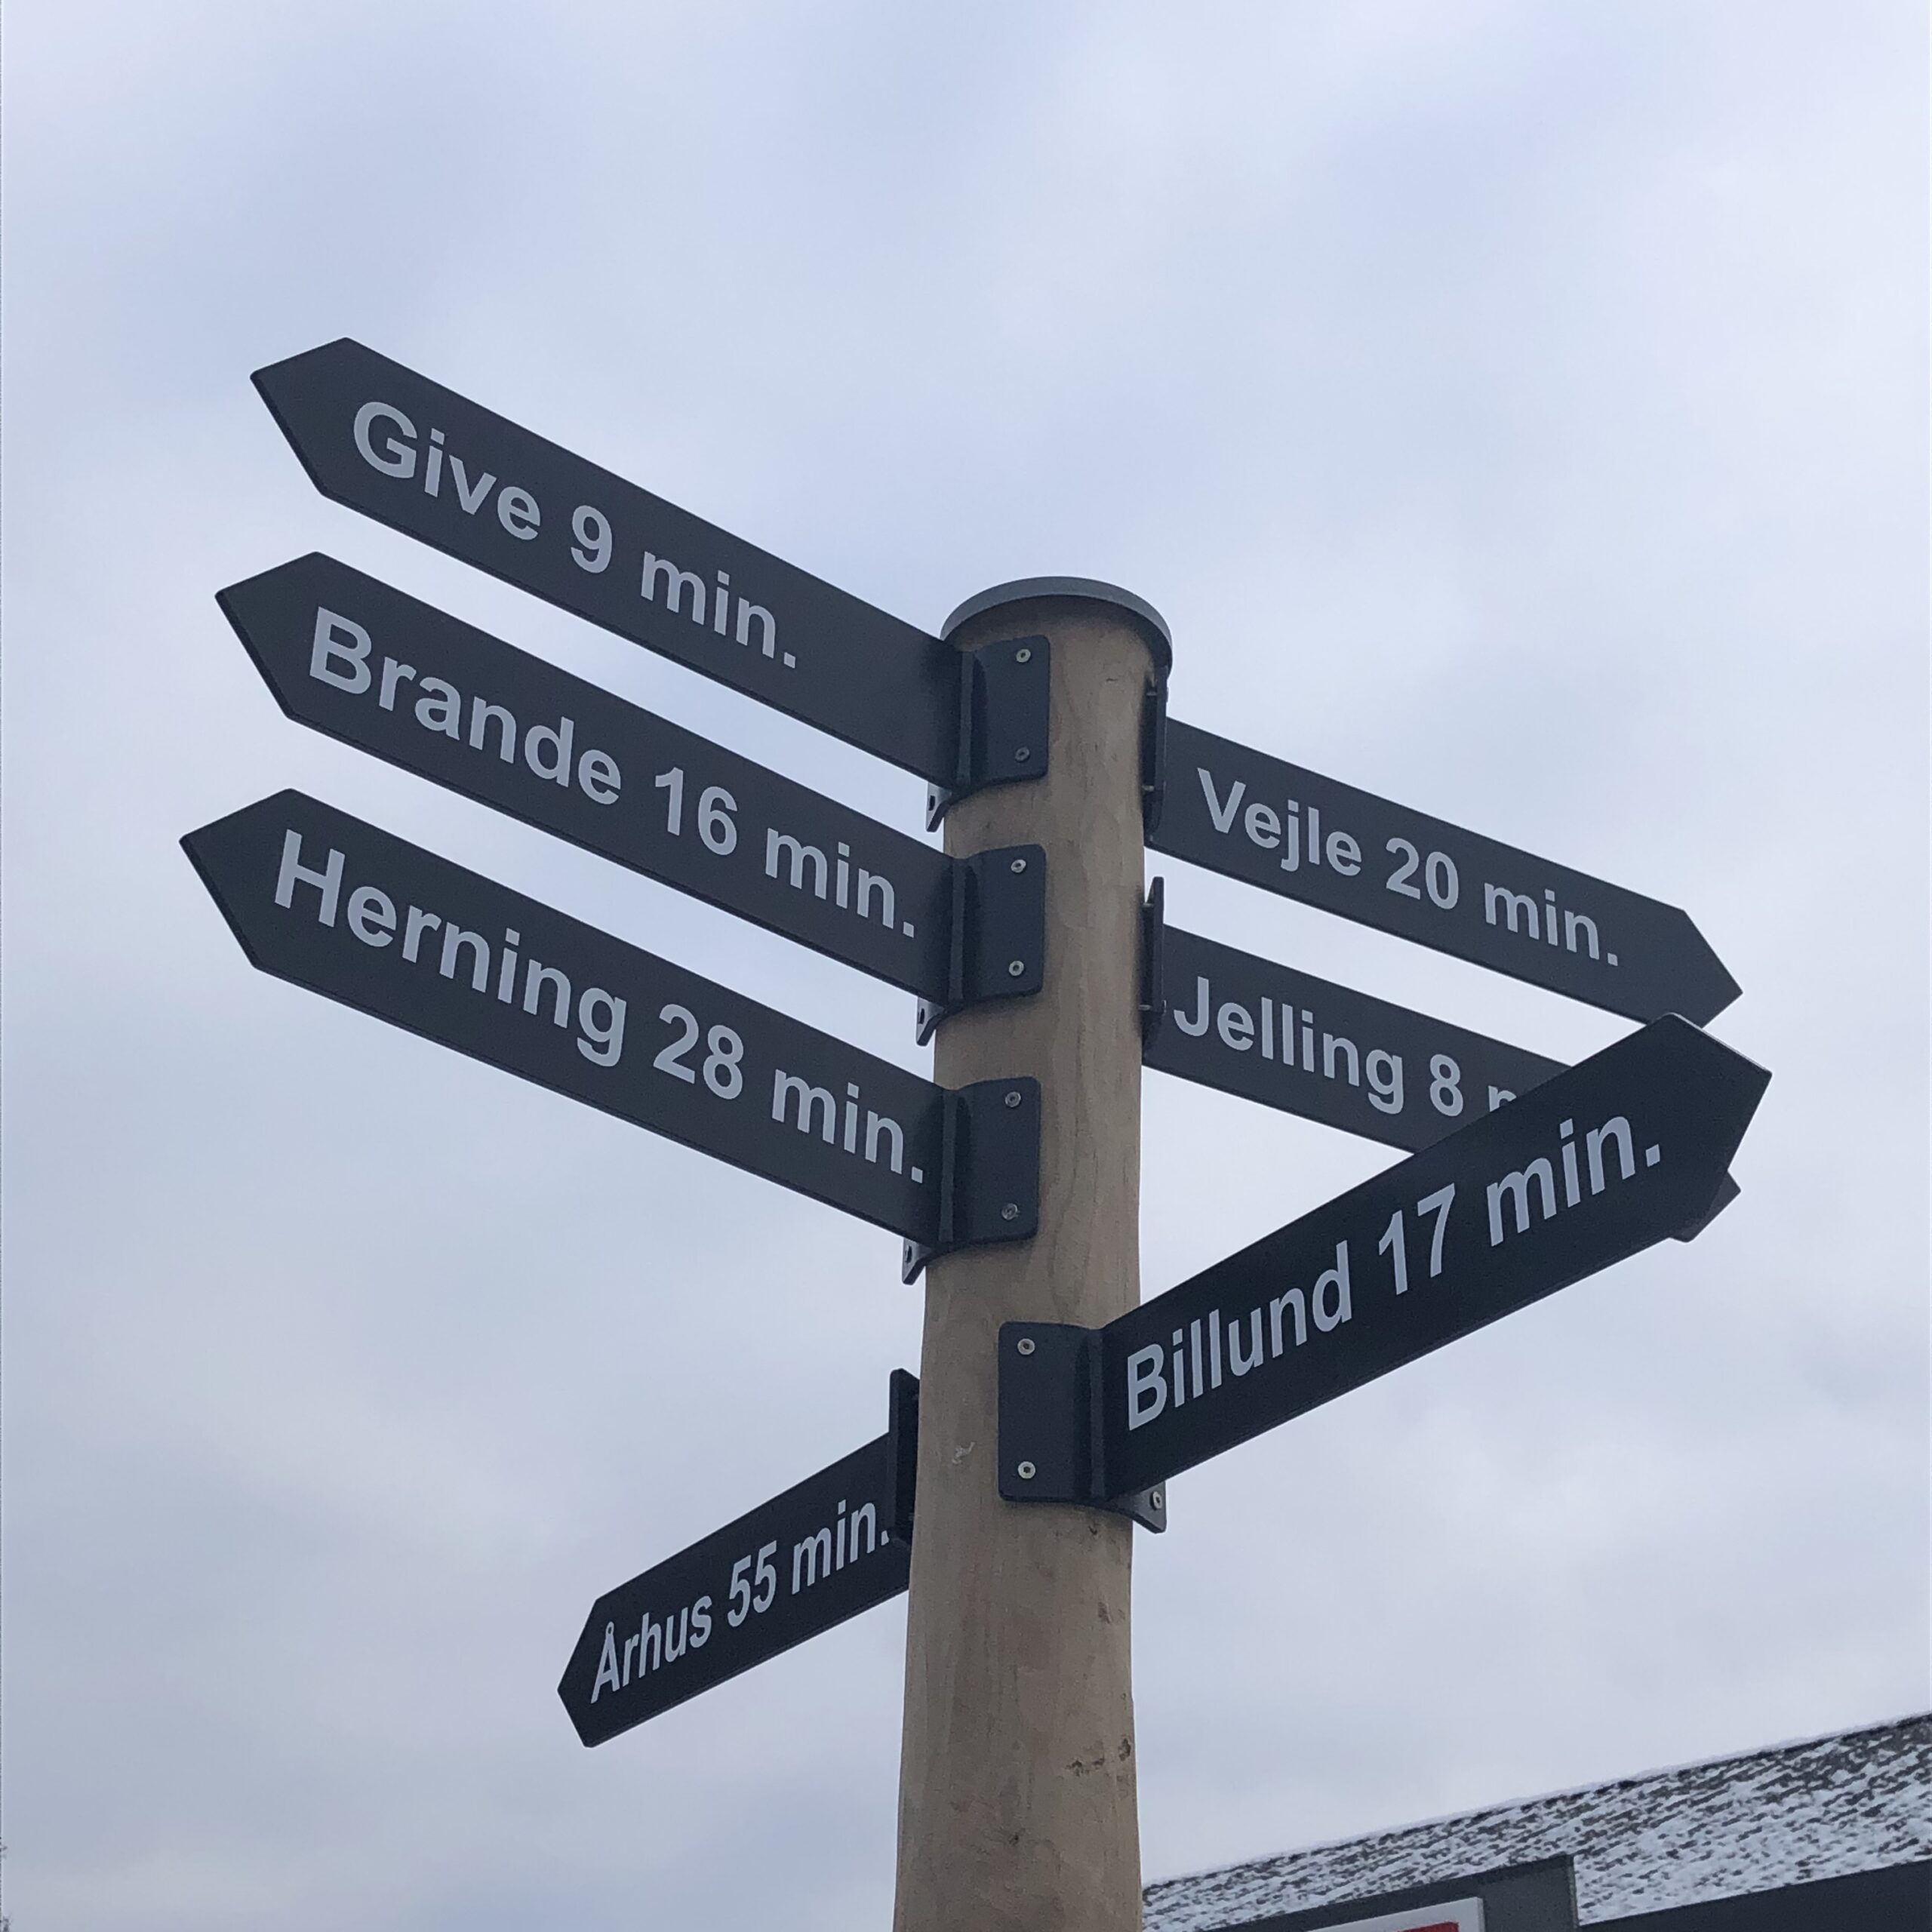 Give 9 min.
Brande 16 min.
Herning 28 min.
Vejle 20 min.
Jelling 8
Billund 17 min.
Århus 55 min.